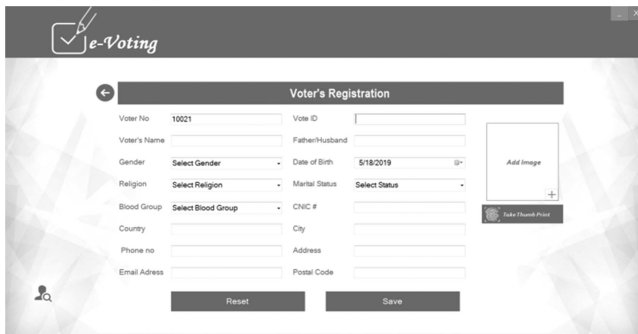 e-Voting
Voter's Registration
Voter No 10021 Vote ID
Voter's Name Father/Husband
Gender Select Gender Date of Birth 5/18/2019
Add Image
Religion Select Religion Marital Status Select Status
Blood Group Select Blood Group CNIC #
Take Thumb Print
Country City
Phone no Address
Email Adress Postal Code
Reset Save